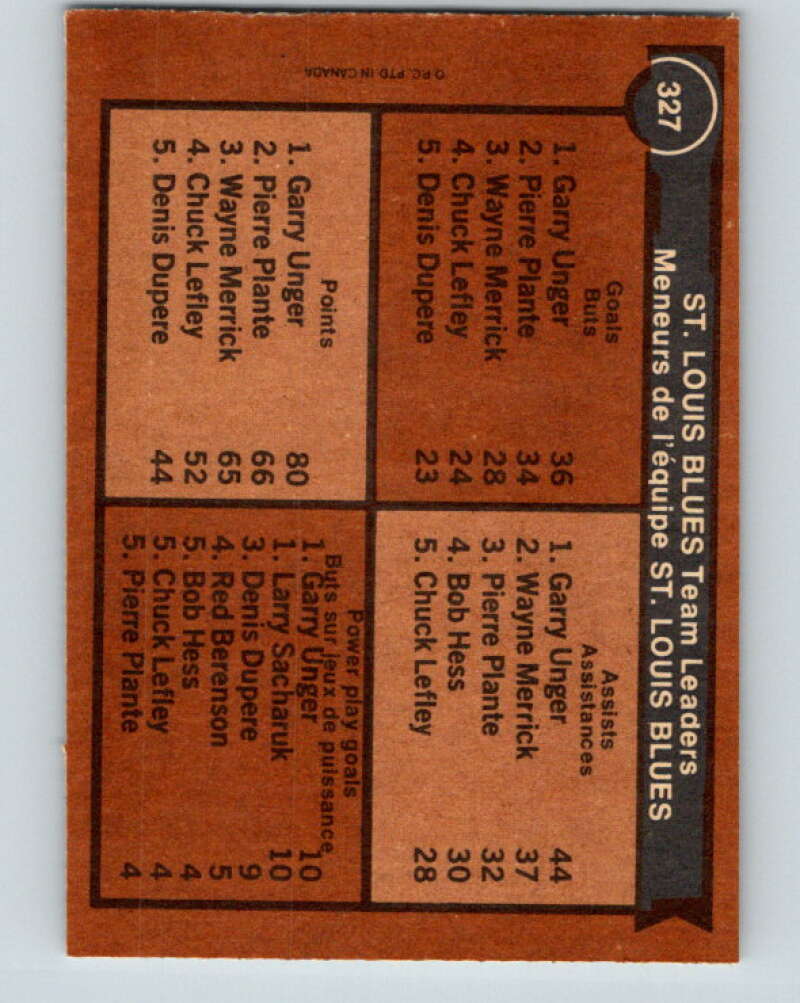 327
ST. LOUIS BLUES Team Leaders
Meneurs de l'équipe ST. LOUIS BLUES
Goals
Buts
1. Garry Unger 36
2. Pierre Plante 34
3. Wayne Merrick 28
4. Chuck Lefley 24
5. Denis Dupere 23
Assists
Assistances
1. Garry Unger 44
2. Wayne Merrick 37
3. Pierre Plante 32
4. Bob Hess 30
5. Chuck Lefley 28
Points
1. Garry Unger 80
2. Pierre Plante 66
3. Wayne Merrick 65
4. Chuck Lefley 52
5. Denis Dupere 44
Power play goals
Buts sur jeux de puissance
1. Garry Unger 10
1. Larry Sacharuk 10
3. Denis Dupere 9
4. Red Berenson 5
5. Bob Hess 4
5. Chuck Lefley 4
5. Pierre Plante 4
O.P.C. PTD IN CANADA